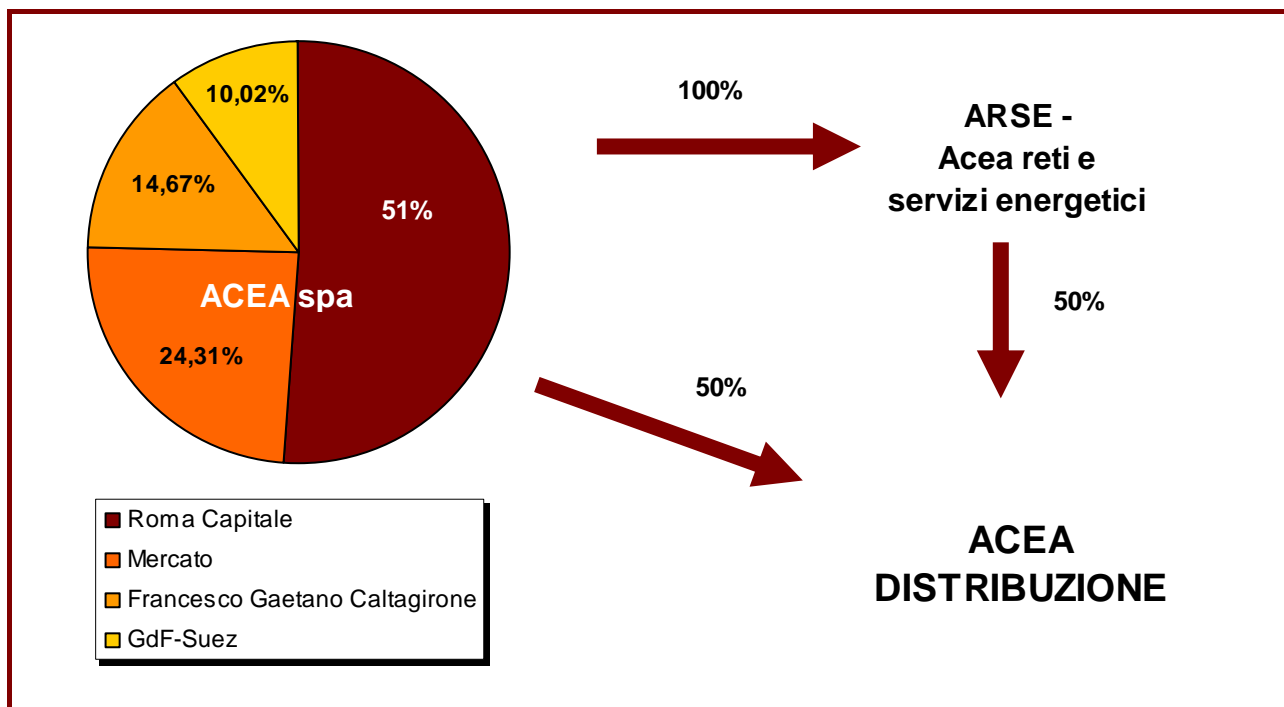 10,02%
14,67%
51%
ACEA spa
24,31%
100%
ARSE -
Acea reti e
servizi energetici
50%
50%
ACEA
DISTRIBUZIONE
Roma Capitale
Mercato
Francesco Gaetano Caltagirone
GdF-Suez